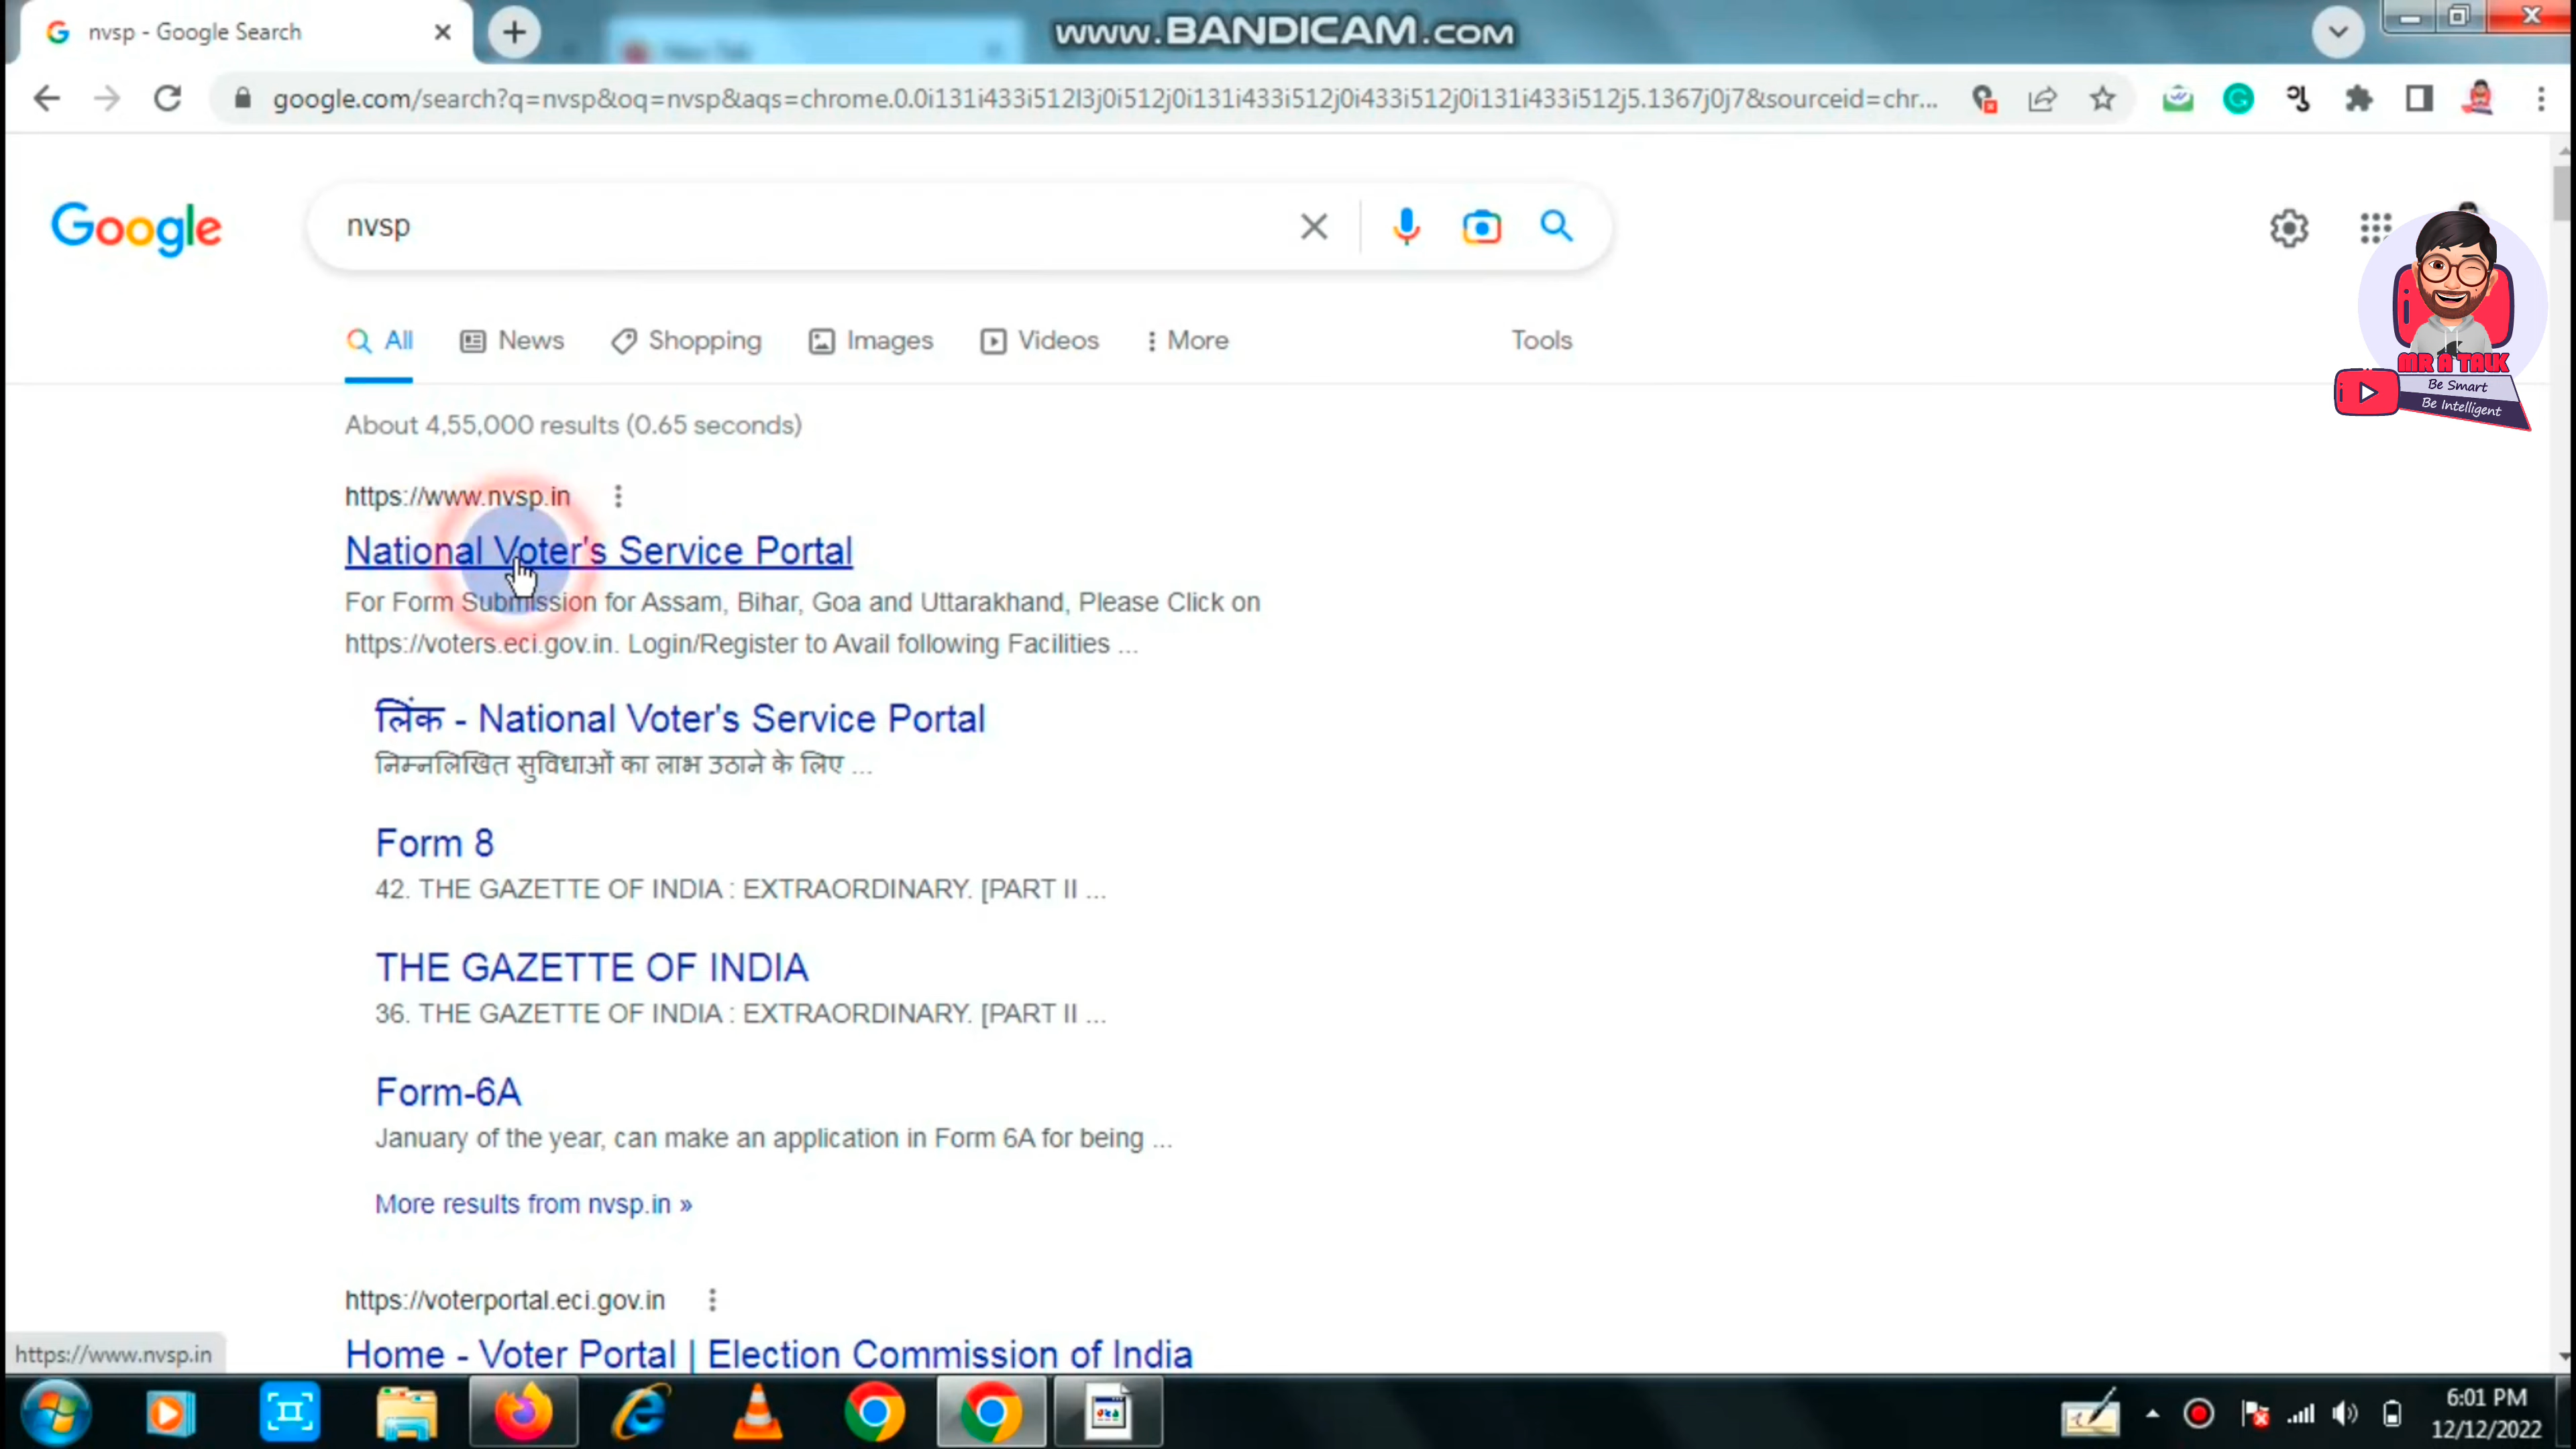 nvsp - Google Search
www.BANDICAM.com
google.com/search?q=nvsp&oq=nvsp&aqs=chrome.0.0i131i433i512l3j0i512j0i131i433i512j0i433i512j0i131i433i512j5.1367j0j7&sourceid=chr...
Google
nvsp
All
News
Shopping
Images
Videos
More
Tools
MR A TALK
Be Smart
Be Intelligent
About 4,55,000 results (0.65 seconds)
https://www.nvsp.in
National Voter's Service Portal
For Form Submission for Assam, Bihar, Goa and Uttarakhand, Please Click on
https://voters.eci.gov.in. Login/Register to Avail following Facilities ...
लिंक - National Voter's Service Portal
निम्नलिखित सुविधाओं का लाभ उठाने के लिए ...
Form 8
42. THE GAZETTE OF INDIA : EXTRAORDINARY. [PART II ...
THE GAZETTE OF INDIA
36. THE GAZETTE OF INDIA : EXTRAORDINARY. [PART II ...
Form-6A
January of the year, can make an application in Form 6A for being ...
More results from nvsp.in »
https://voterportal.eci.gov.in
Home - Voter Portal | Election Commission of India
https://www.nvsp.in
6:01 PM
12/12/2022